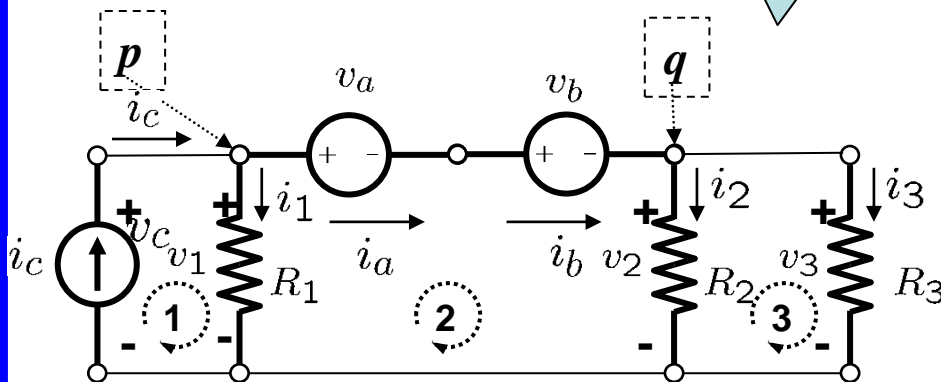 p q
v_a v_b
i_c
+ - + -
+ + i_1 + i_2 + i_3
i_c v_c v_1 R_1 i_a i_b v_2 R_2 v_3 R_3
1 2 3
- - - -